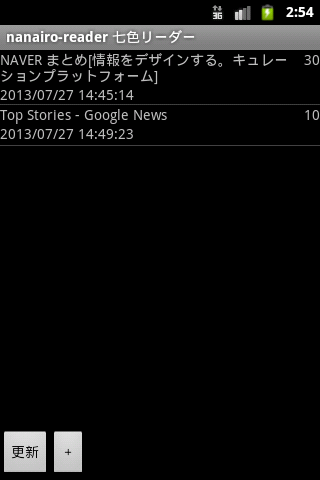 3G
2:54
nanairo-reader 七色リーダー
NAVER まとめ[情報をデザインする。キュレー 30
ションプラットフォーム]
2013/07/27 14:45:14
Top Stories - Google News 10
2013/07/27 14:49:23
更新 +